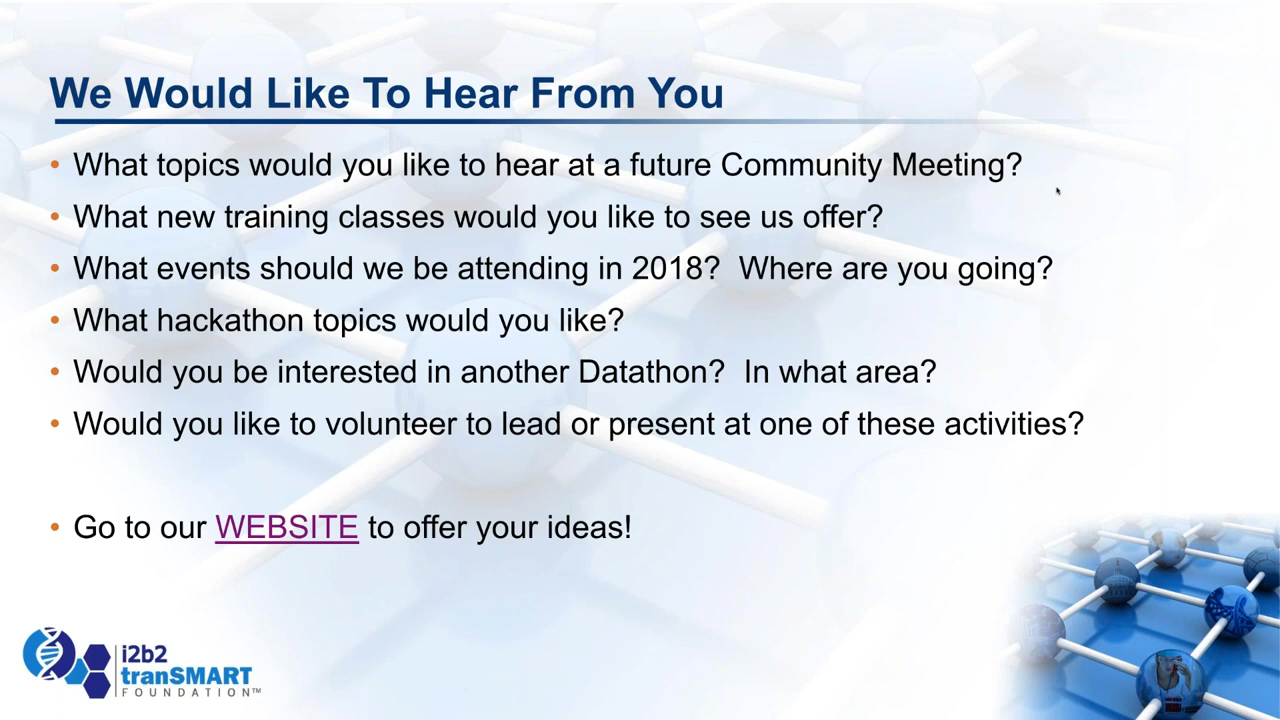 We Would Like To Hear From You
• What topics would you like to hear at a future Community Meeting?
• What new training classes would you like to see us offer?
• What events should we be attending in 2018?  Where are you going?
• What hackathon topics would you like?
• Would you be interested in another Datathon?  In what area?
• Would you like to volunteer to lead or present at one of these activities?
• Go to our WEBSITE to offer your ideas!
i2b2
tranSMART
FOUNDATION™